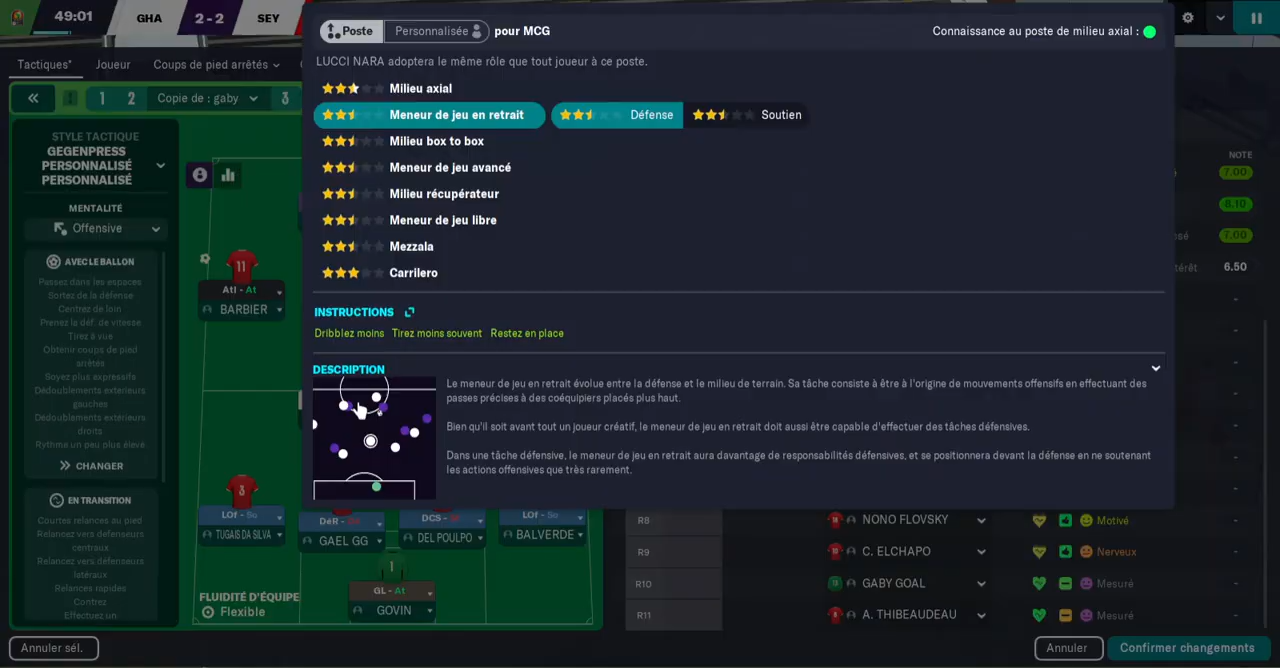 49:01
GHA
2 - 2
SEY
Poste
Personnalisée
pour MCG
Connaissance au poste de milieu axial :
Tactiques*
Joueur
Coups de pied arrêtés
LUCCI NARA adoptera le même rôle que tout joueur à ce poste.
Milieu axial
1
2
Copie de : gaby
3
Meneur de jeu en retrait
Défense
Soutien
Milieu box to box
Meneur de jeu avancé
Milieu récupérateur
Meneur de jeu libre
Mezzala
Carrilero
STYLE TACTIQUE
GEGENPRESS
PERSONNALISÉ
PERSONNALISÉ
MENTALITÉ
Offensive
AVEC LE BALLON
Passez dans les espaces
Sortez de la défense
Centrez de loin
Prenez la déf. de vitesse
Tirez à vue
Obtenir coups de pied
arrêtés
Soyez plus expressifs
Dédoublements exterieurs
gauches
Dédoublements extérieurs
droits
Rythme un peu plus élevé
CHANGER
EN TRANSITION
Courtes relances au pied
Relancez vers défenseurs
centraux
Relancez vers défenseurs
latéraux
Relances rapides
Contrez
Effectuez un
11
Atl - At
BARBIER
3
LOf - So
TUGAIS DA SILVA
GAEL GG
DCS -
DEL POULPO
LOf - So
BALVERDE
1
GL - At
GOVIN
FLUIDITÉ D'ÉQUIPE
Flexible
INSTRUCTIONS
Dribblez moins
Tirez moins souvent
Restez en place
DESCRIPTION
Le meneur de jeu en retrait évolue entre la défense et le milieu de terrain. Sa tâche consiste à être à l'origine de mouvements offensifs en effectuant des
passes précises à des coéquipiers placés plus haut.
Bien qu'il soit avant tout un joueur créatif, le meneur de jeu en retrait doit aussi être capable d'effectuer des tâches défensives.
Dans une tâche défensive, le meneur de jeu en retrait aura davantage de responsabilités défensives, et se positionnera devant la défense en ne soutenant
les actions offensives que très rarement.
NOTE
7.00
8.10
7.00
6.50
R8
NONO FLOVSKY
Motivé
-
R9
C. ELCHAPO
Nerveux
-
R10
GABY GOAL
Mesuré
-
R11
A. THIBEAUDEAU
Mesuré
-
Annuler sél.
Annuler
Confirmer changements